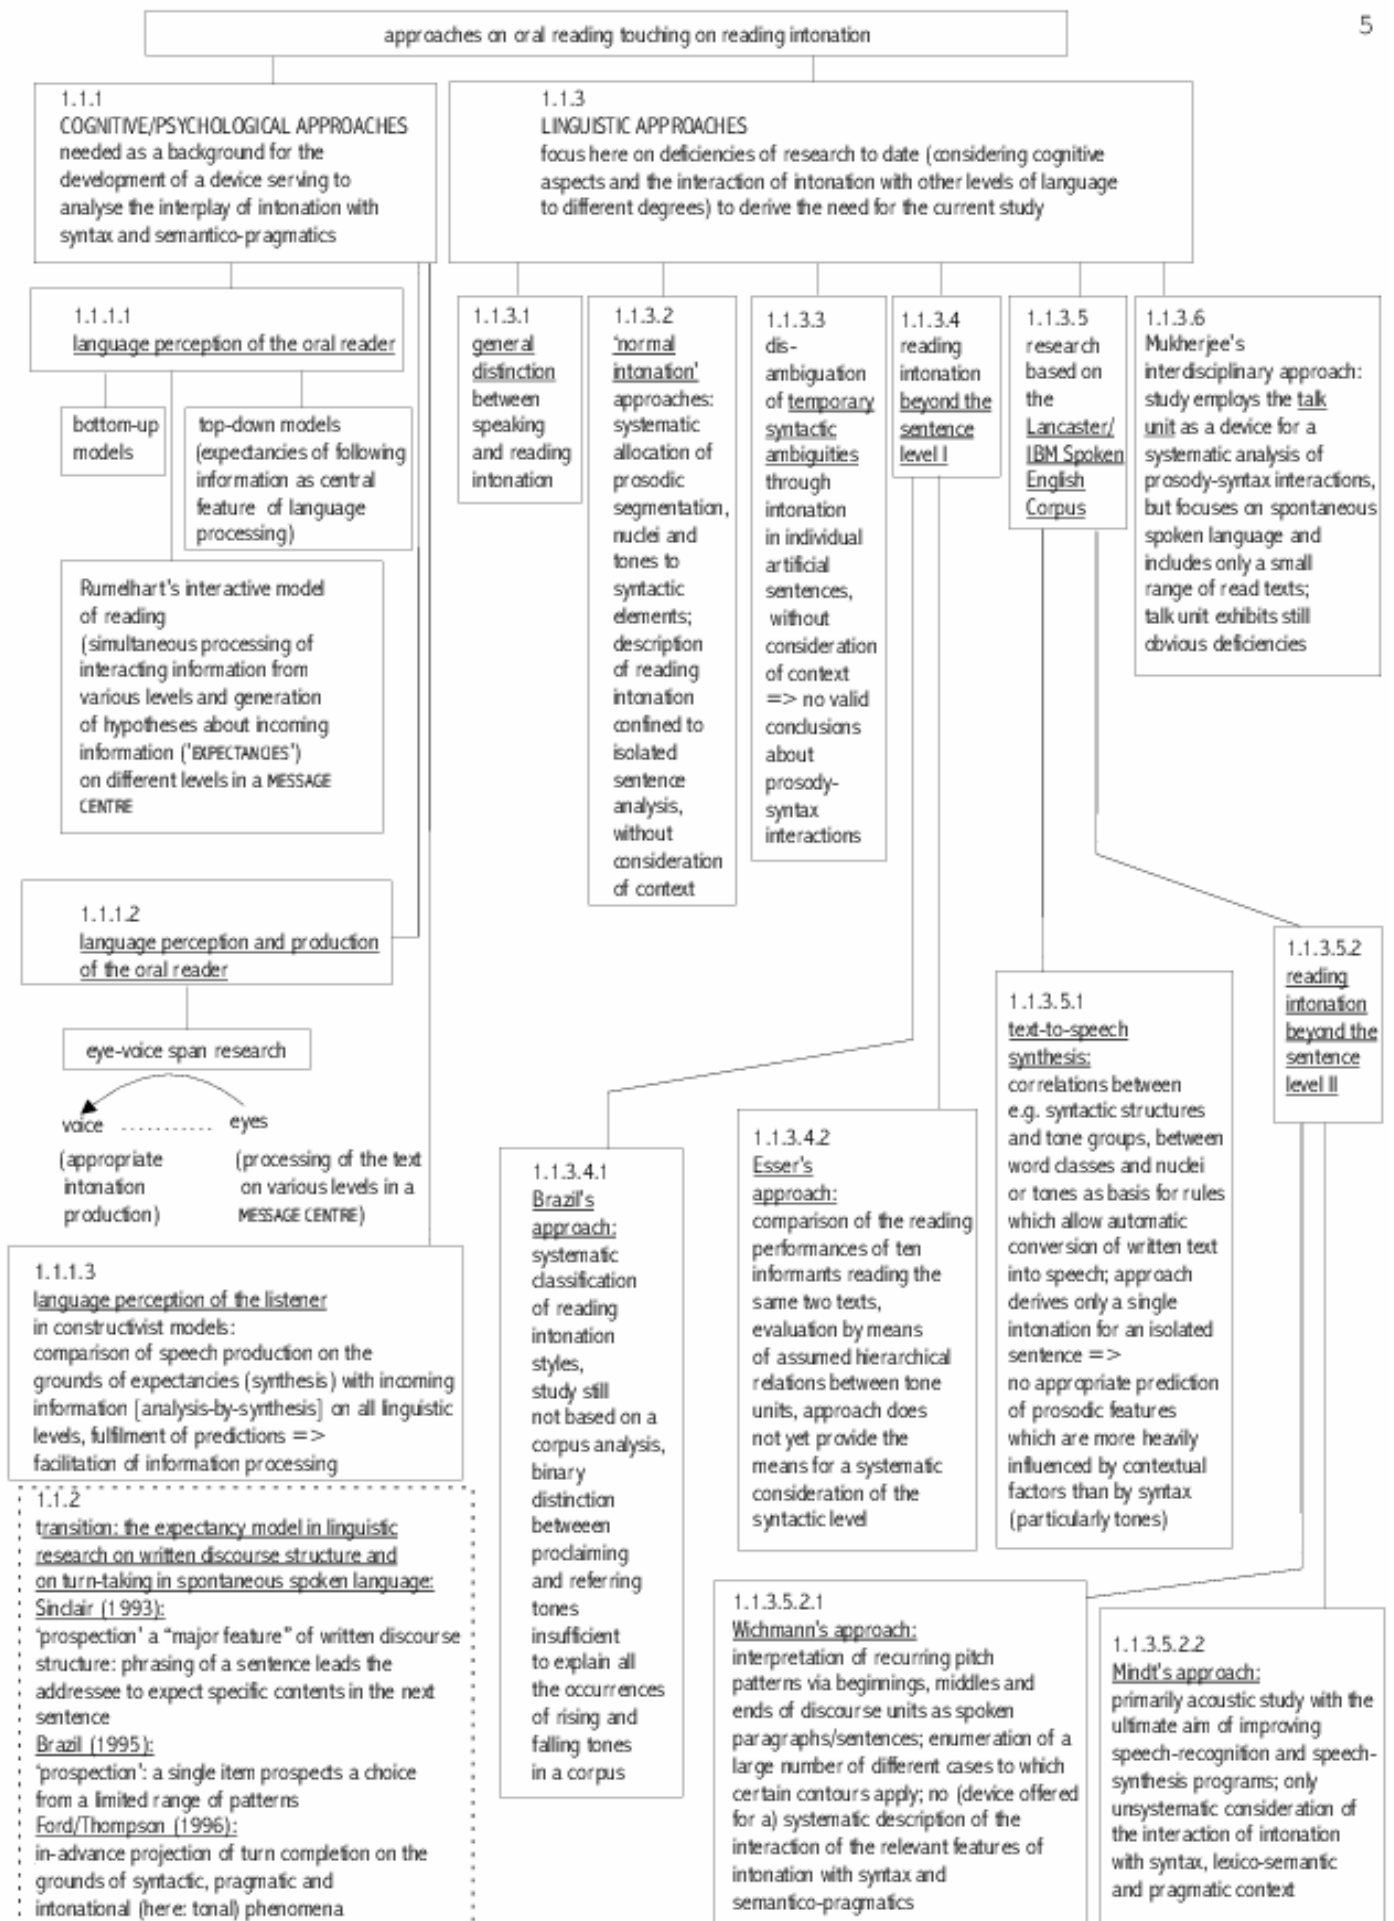 5
approaches on oral reading touching on reading intonation
1.1.1
COGNITIVE/PSYCHOLOGICAL APPROACHES
needed as a background for the
development of a device serving to
analyse the interplay of intonation with
syntax and semantico-pragmatics
1.1.3
LINGUISTIC APPROACHES
focus here on deficiencies of research to date (considering cognitive
aspects and the interaction of intonation with other levels of language
to different degrees) to derive the need for the current study
1.1.1.1
language perception of the oral reader
bottom-up
models
top-down models
(expectancies of following
information as central
feature of language
processing)
Rumelhart's interactive model
of reading
(simultaneous processing of
interacting information from
various levels and generation
of hypotheses about incoming
information ('EXPECTANCIES')
on different levels in a MESSAGE
CENTRE
1.1.1.2
language perception and production
of the oral reader
eye-voice span research
voice ........... eyes
(appropriate
intonation
production)
(processing of the text
on various levels in a
MESSAGE CENTRE)
1.1.1.3
language perception of the listener
in constructivist models:
comparison of speech production on the
grounds of expectancies (synthesis) with incoming
information [analysis-by-synthesis] on all linguistic
levels, fulfilment of predictions =>
facilitation of information processing
1.1.2
transition: the expectancy model in linguistic
research on written discourse structure and
on turn-taking in spontaneous spoken language:
Sinclair (1993):
'prospection' a "major feature" of written discourse
structure: phrasing of a sentence leads the
addressee to expect specific contents in the next
sentence
Brazil (1995):
'prospection': a single item prospects a choice
from a limited range of patterns
Ford/Thompson (1996):
in-advance projection of turn completion on the
grounds of syntactic, pragmatic and
intonational (here: tonal) phenomena
1.1.3.1
general
distinction
between
speaking
and reading
intonation
1.1.3.2
'normal
intonation'
approaches:
systematic
allocation of
prosodic
segmentation,
nuclei and
tones to
syntactic
elements;
description
of reading
intonation
confined to
isolated
sentence
analysis,
without
consideration
of context
1.1.3.3
dis-
ambiguation
of temporary
syntactic
ambiguities
through
intonation
in individual
artificial
sentences,
without
consideration
of context
=> no valid
conclusions
about
prosody-
syntax
interactions
1.1.3.4
reading
intonation
beyond the
sentence
level I
1.1.3.5
research
based on
the
Lancaster/
IBM Spoken
English
Corpus
1.1.3.6
Mukherjee's
interdisciplinary approach:
study employs the talk
unit as a device for a
systematic analysis of
prosody-syntax interactions,
but focuses on spontaneous
spoken language and
includes only a small
range of read texts;
talk unit exhibits still
obvious deficiencies
1.1.3.4.1
Brazil's
approach:
systematic
classification
of reading
intonation
styles,
study still
not based on a
corpus analysis,
binary
distinction
betweeen
proclaiming
and referring
tones
insufficient
to explain all
the occurrences
of rising and
falling tones
in a corpus
1.1.3.4.2
Esser's
approach:
comparison of the reading
performances of ten
informants reading the
same two texts,
evaluation by means
of assumed hierarchical
relations between tone
units, approach does
not yet provide the
means for a systematic
consideration of the
syntactic level
1.1.3.5.1
text-to-speech
synthesis:
correlations between
e.g. syntactic structures
and tone groups, between
word classes and nuclei
or tones as basis for rules
which allow automatic
conversion of written text
into speech; approach
derives only a single
intonation for an isolated
sentence =>
no appropriate prediction
of prosodic features
which are more heavily
influenced by contextual
factors than by syntax
(particularly tones)
1.1.3.5.2
reading
intonation
beyond the
sentence
level II
1.1.3.5.2.1
Wichmann's approach:
interpretation of recurring pitch
patterns via beginnings, middles and
ends of discourse units as spoken
paragraphs/sentences; enumeration of a
large number of different cases to which
certain contours apply; no (device offered
for a) systematic description of the
interaction of the relevant features of
intonation with syntax and
semantico-pragmatics
1.1.3.5.2.2
Mindt's approach:
primarily acoustic study with the
ultimate aim of improving
speech-recognition and speech-
synthesis programs; only
unsystematic consideration of
the interaction of intonation
with syntax, lexico-semantic
and pragmatic context